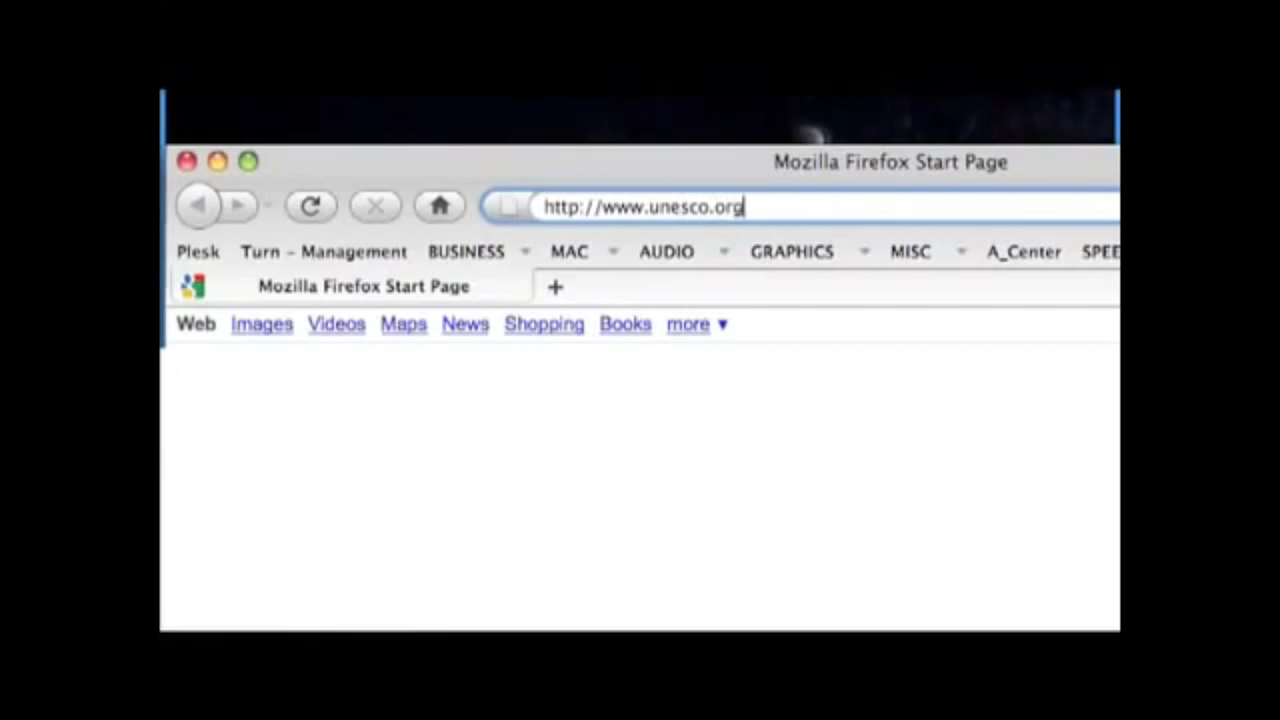 Mozilla Firefox Start Page
http://www.unesco.org
Plesk Turn - Management BUSINESS MAC AUDIO GRAPHICS MISC A_Center SPEE
Mozilla Firefox Start Page +
Web Images Videos Maps News Shopping Books more ▼